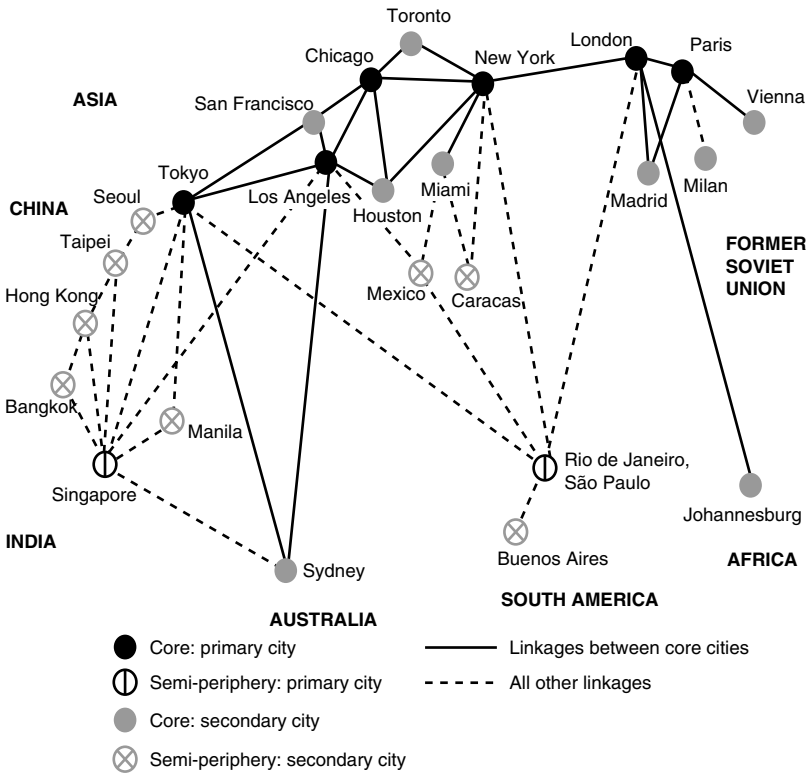 Toronto
Chicago
New York
London
Paris
ASIA
San Francisco
Vienna
Tokyo
Los Angeles
Houston
Miami
Madrid
Milan
CHINA
Seoul
Taipei
FORMER
SOVIET
UNION
Hong Kong
Mexico
Caracas
Bangkok
Manila
Singapore
Rio de Janeiro,
São Paulo
Johannesburg
INDIA
Buenos Aires
AFRICA
Sydney
SOUTH AMERICA
AUSTRALIA
Core: primary city
Linkages between core cities
Semi-periphery: primary city
All other linkages
Core: secondary city
Semi-periphery: secondary city